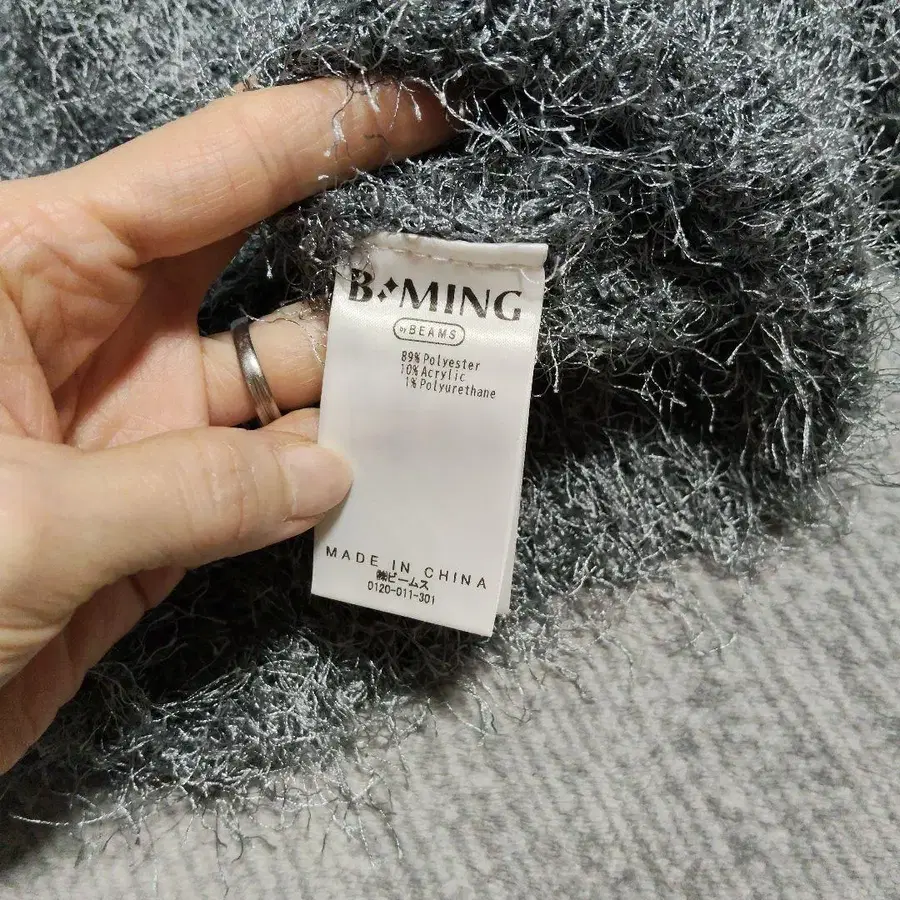 B✦MING
by BEAMS
89% Polyester
10% Acrylic
1% Polyurethane
MADE IN CHINA
㈱ビームス
0120-011-301